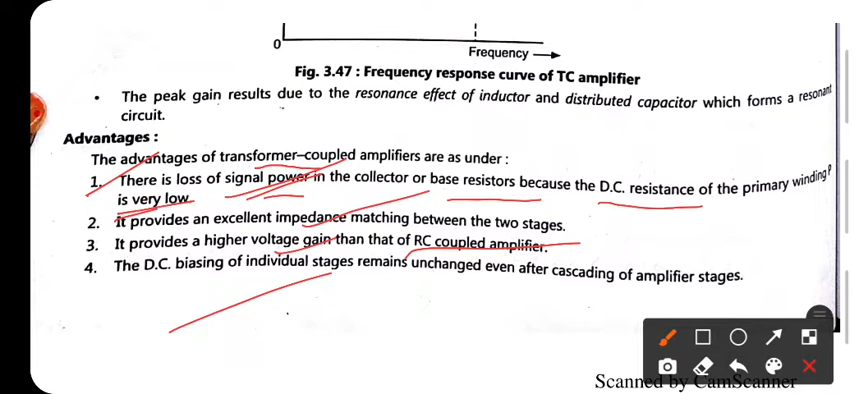 0
Frequency
Fig. 3.47 : Frequency response curve of TC amplifier
• The peak gain results due to the resonance effect of inductor and distributed capacitor which forms a resonant
circuit.
Advantages :
The advantages of transformer–coupled amplifiers are as under :
1. There is loss of signal power in the collector or base resistors because the D.C. resistance of the primary winding
is very low.
2. It provides an excellent impedance matching between the two stages.
3. It provides a higher voltage gain than that of RC coupled amplifier.
4. The D.C. biasing of individual stages remains unchanged even after cascading of amplifier stages.
Scanned by CamScanner